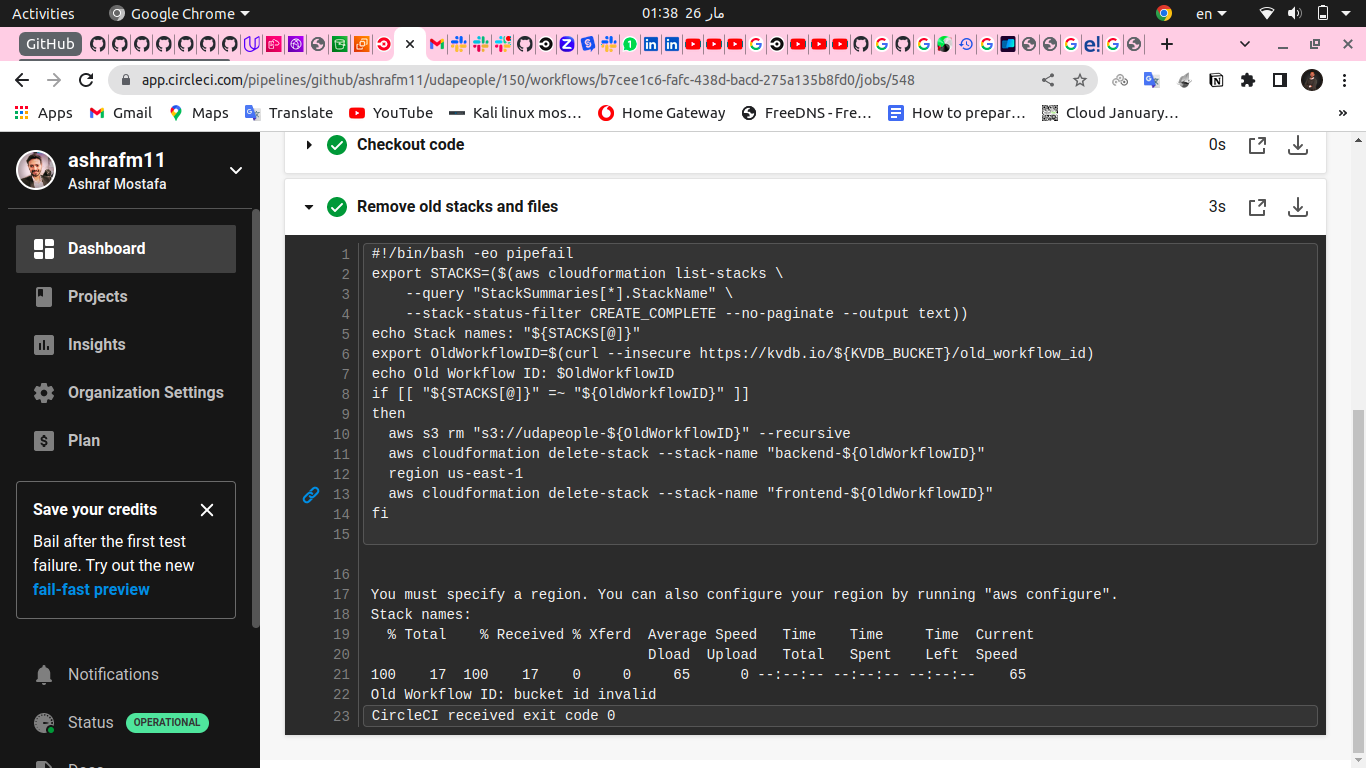 Activities
Google Chrome
01:38 26 مار
en
GitHub
app.circleci.com/pipelines/github/ashrafm11/udapeople/150/workflows/b7cee1c6-fafc-438d-bacd-275a135b8fd0/jobs/548
Apps
Gmail
Maps
Translate
YouTube
Kali linux mos…
Home Gateway
FreeDNS - Fre…
How to prepar…
Cloud January…
»
ashrafm11
Ashraf Mostafa
Dashboard
Projects
Insights
Organization Settings
Plan
Save your credits
Bail after the first test
failure. Try out the new
fail-fast preview
Notifications
Status OPERATIONAL
Docs
Checkout code 0s
Remove old stacks and files 3s
1 #!/bin/bash -eo pipefail
2 export STACKS=($(aws cloudformation list-stacks \
3 --query "StackSummaries[*].StackName" \
4 --stack-status-filter CREATE_COMPLETE --no-paginate --output text))
5 echo Stack names: "${STACKS[@]}"
6 export OldWorkflowID=$(curl --insecure https://kvdb.io/${KVDB_BUCKET}/old_workflow_id)
7 echo Old Workflow ID: $OldWorkflowID
8 if [[ "${STACKS[@]}" =~ "${OldWorkflowID}" ]]
9 then
10 aws s3 rm "s3://udapeople-${OldWorkflowID}" --recursive
11 aws cloudformation delete-stack --stack-name "backend-${OldWorkflowID}"
12 region us-east-1
13 aws cloudformation delete-stack --stack-name "frontend-${OldWorkflowID}"
14 fi
15
16
17 You must specify a region. You can also configure your region by running "aws configure".
18 Stack names:
19 % Total % Received % Xferd Average Speed Time Time Time Current
20 Dload Upload Total Spent Left Speed
21 100 17 100 17 0 0 65 0 --:--:-- --:--:-- --:--:-- 65
22 Old Workflow ID: bucket id invalid
23 CircleCI received exit code 0